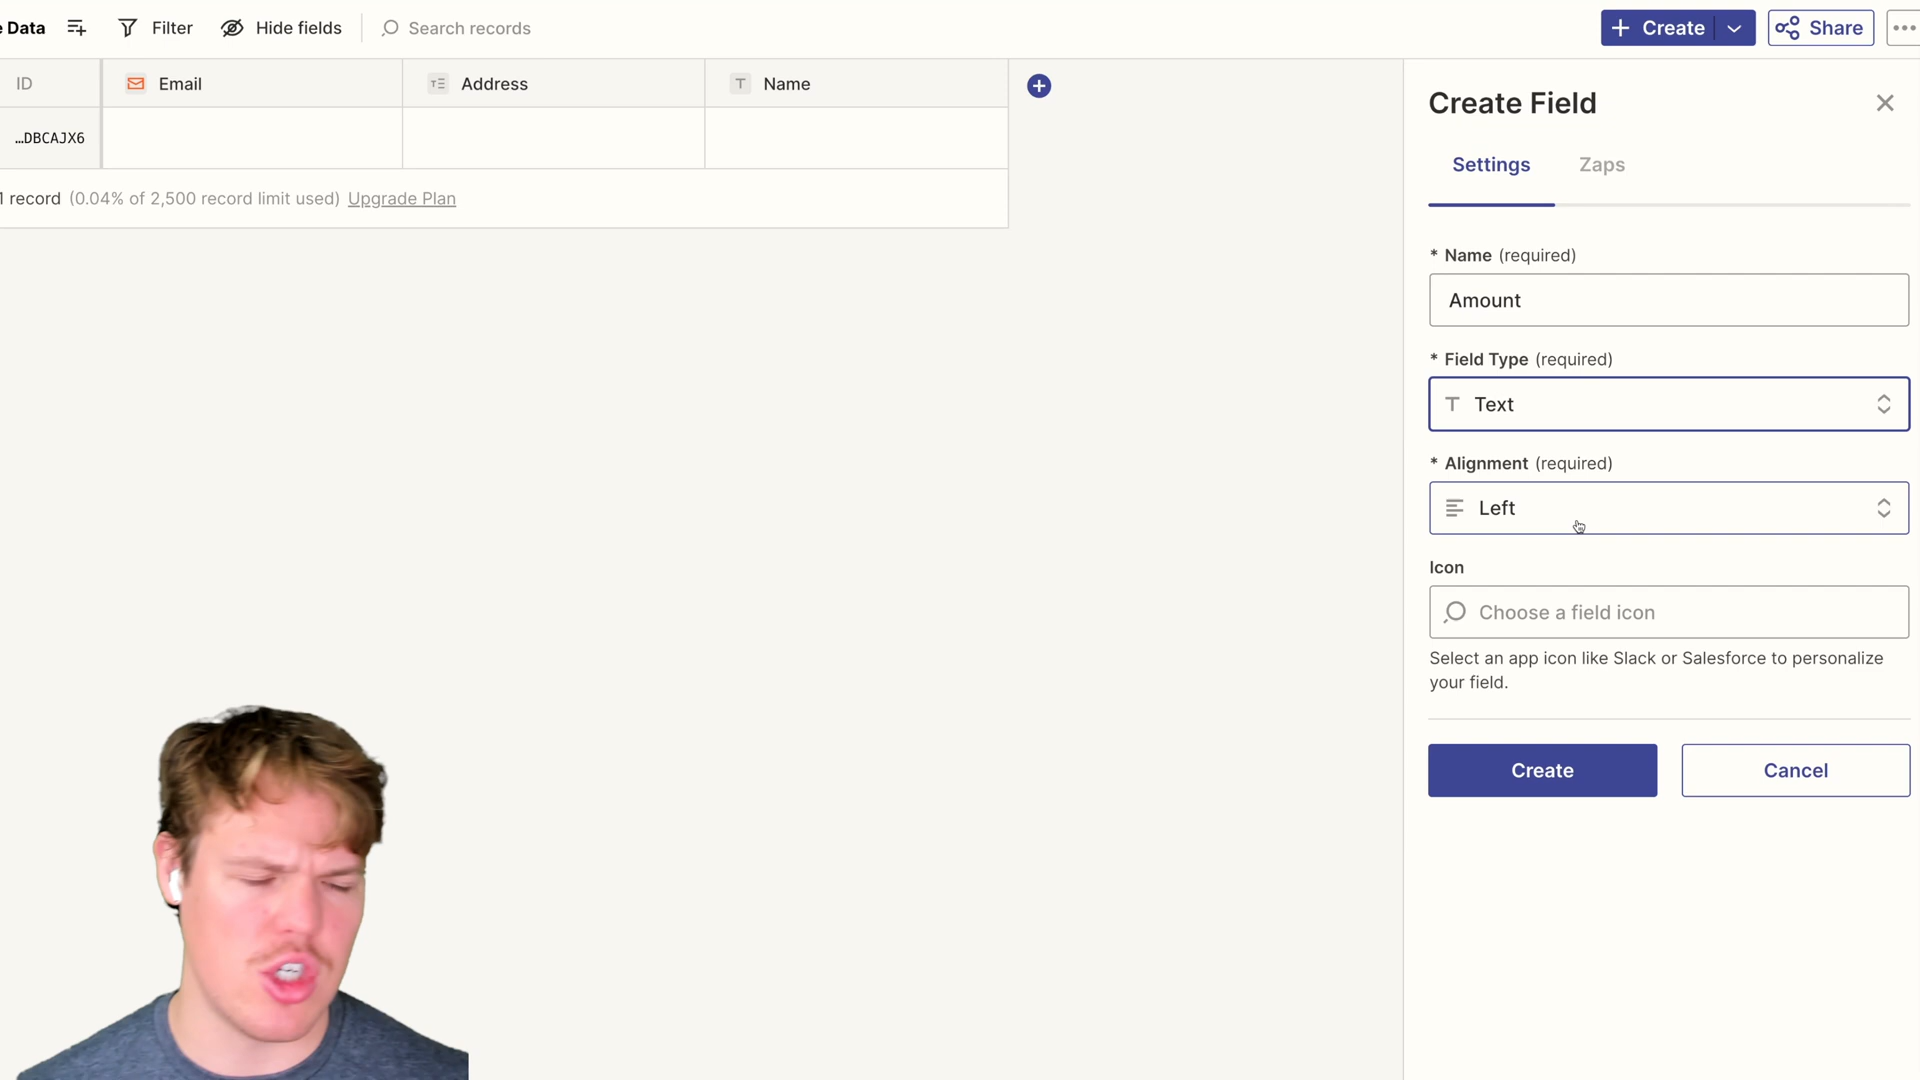 e Data
Filter
Hide fields
Search records
Create
Share
ID
Email
Address
Name
…DBCAJX6
1 record (0.04% of 2,500 record limit used) Upgrade Plan
Create Field
Settings
Zaps
* Name (required)
Amount
* Field Type (required)
T Text
* Alignment (required)
Left
Icon
Choose a field icon
Select an app icon like Slack or Salesforce to personalize
your field.
Create
Cancel